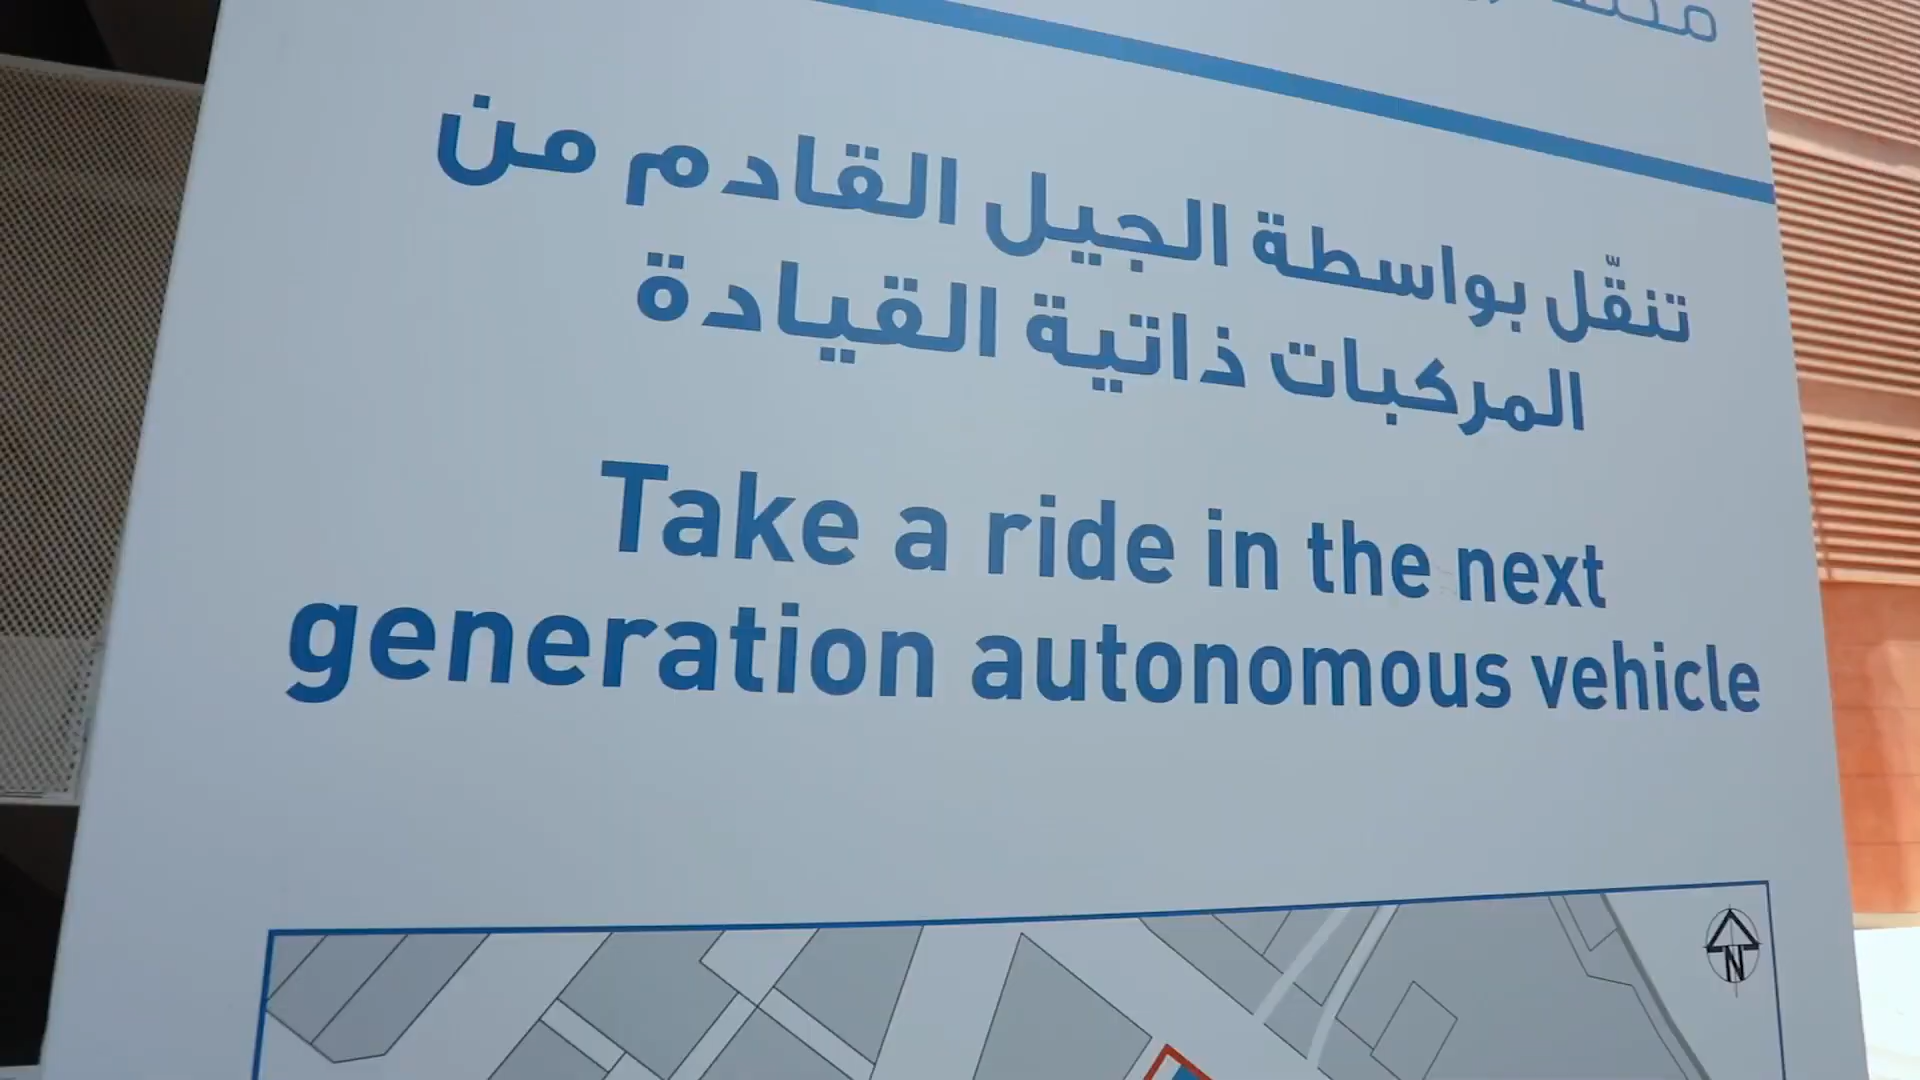 تنقّل بواسطة الجيل القادم من
المركبات ذاتية القيادة
Take a ride in the next
generation autonomous vehicle
N